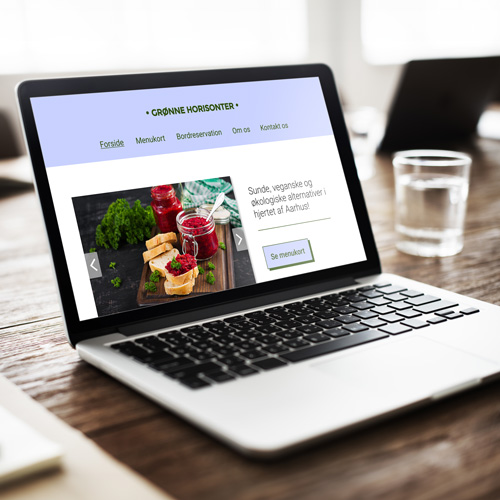 • GRØNNE HORISONTER •
Forside Menukort Bordreservation Om os Kontakt os
Sunde, veganske og
økologiske alternativer i
hjertet af Aarhus!
Se menukort